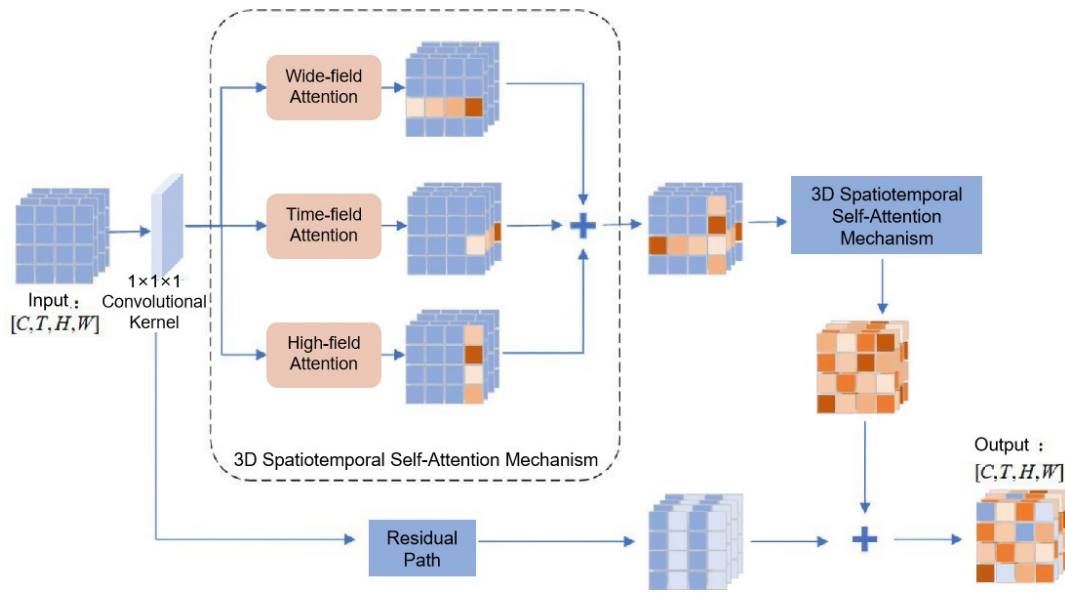 Wide-field
Attention
Time-field
Attention
High-field
Attention
3D Spatiotemporal Self-Attention Mechanism
Input :
[C,T,H,W]
1×1×1
Convolutional
Kernel
3D Spatiotemporal
Self-Attention
Mechanism
Residual
Path
Output :
[C,T,H,W]